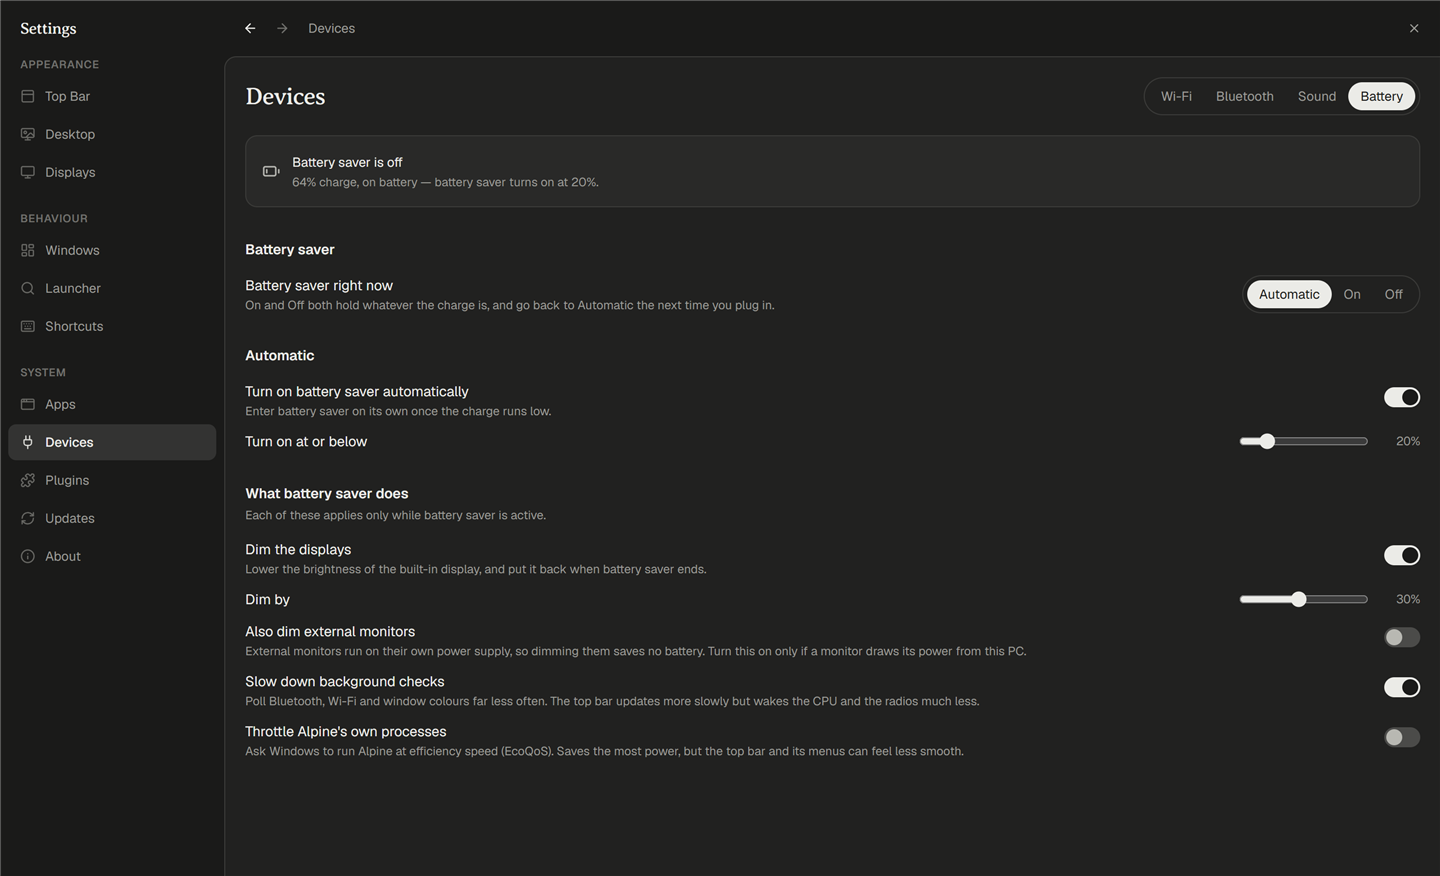 Settings
Devices
APPEARANCE
Top Bar
Desktop
Displays
BEHAVIOUR
Windows
Launcher
Shortcuts
SYSTEM
Apps
Devices
Plugins
Updates
About
Devices
Wi-Fi
Bluetooth
Sound
Battery
Battery saver is off
64% charge, on battery — battery saver turns on at 20%.
Battery saver
Battery saver right now
On and Off both hold whatever the charge is, and go back to Automatic the next time you plug in.
Automatic
On
Off
Automatic
Turn on battery saver automatically
Enter battery saver on its own once the charge runs low.
Turn on at or below
20%
What battery saver does
Each of these applies only while battery saver is active.
Dim the displays
Lower the brightness of the built-in display, and put it back when battery saver ends.
Dim by
30%
Also dim external monitors
External monitors run on their own power supply, so dimming them saves no battery. Turn this on only if a monitor draws its power from this PC.
Slow down background checks
Poll Bluetooth, Wi-Fi and window colours far less often. The top bar updates more slowly but wakes the CPU and the radios much less.
Throttle Alpine's own processes
Ask Windows to run Alpine at efficiency speed (EcoQoS). Saves the most power, but the top bar and its menus can feel less smooth.